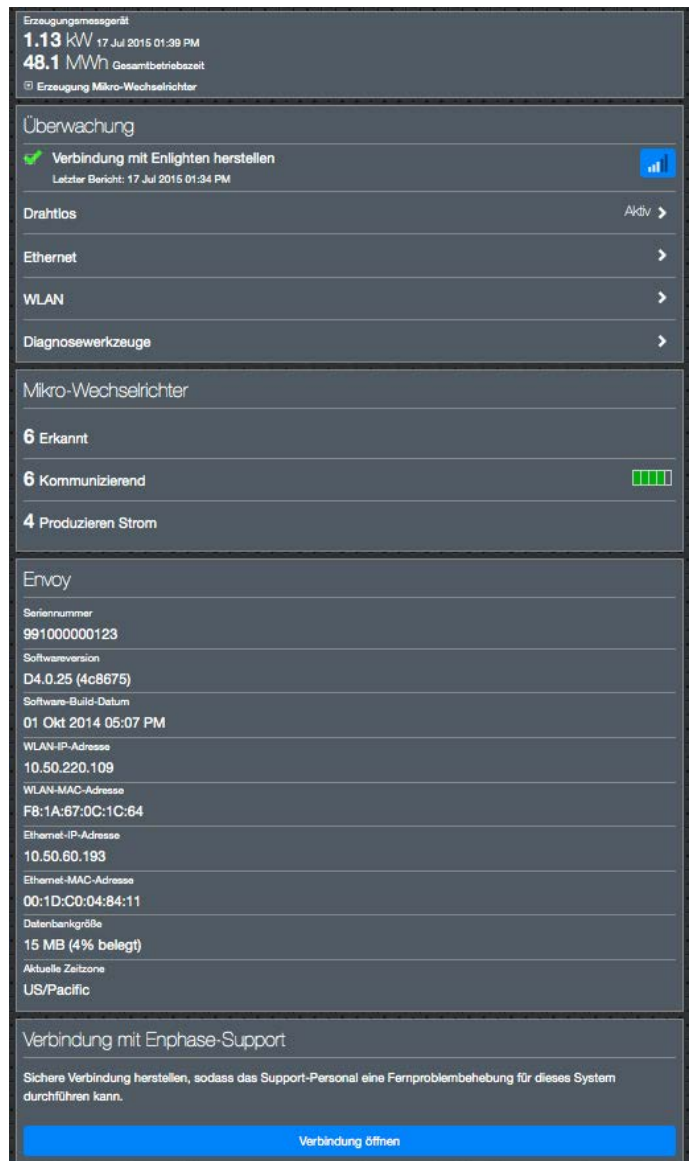 Erzeugungsmessgerät
1.13 kW 17 Jul 2015 01:39 PM
48.1 MWh Gesamtbetriebszeit
Erzeugung Mikro-Wechselrichter
Überwachung
Verbindung mit Enlighten herstellen
Letzter Bericht: 17 Jul 2015 01:34 PM
Drahtlos Aktiv
Ethernet
WLAN
Diagnosewerkzeuge
Mikro-Wechselrichter
6 Erkannt
6 Kommunizierend
4 Produzieren Strom
Envoy
Seriennummer
991000000123
Softwareversion
D4.0.25 (4c8675)
Software-Build-Datum
01 Okt 2014 05:07 PM
WLAN-IP-Adresse
10.50.220.109
WLAN-MAC-Adresse
F8:1A:67:0C:1C:64
Ethernet-IP-Adresse
10.50.60.193
Ethernet-MAC-Adresse
00:1D:C0:04:84:11
Datenbankgröße
15 MB (4% belegt)
Aktuelle Zeitzone
US/Pacific
Verbindung mit Enphase-Support
Sichere Verbindung herstellen, sodass das Support-Personal eine Fernproblembehebung für dieses System
durchführen kann.
Verbindung öffnen